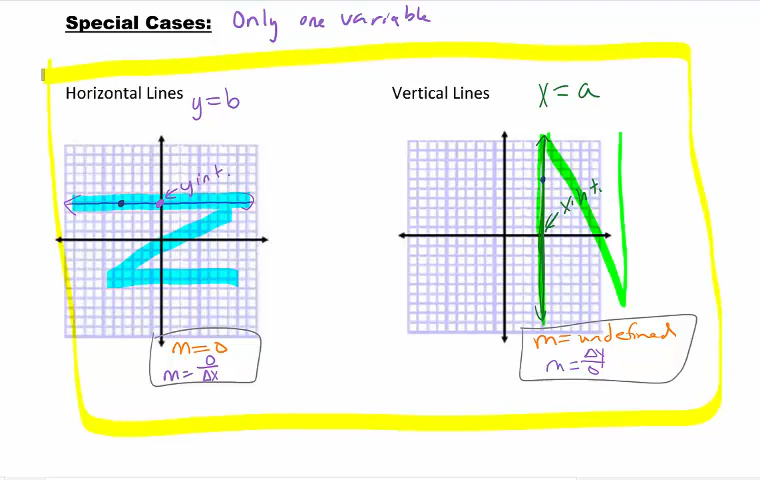 Special Cases: Only one variable
Horizontal Lines y=b
Vertical Lines x=a
y int.
x int.
m=0
m=0/Δx
m=undefined
m=Δy/0
Z
N